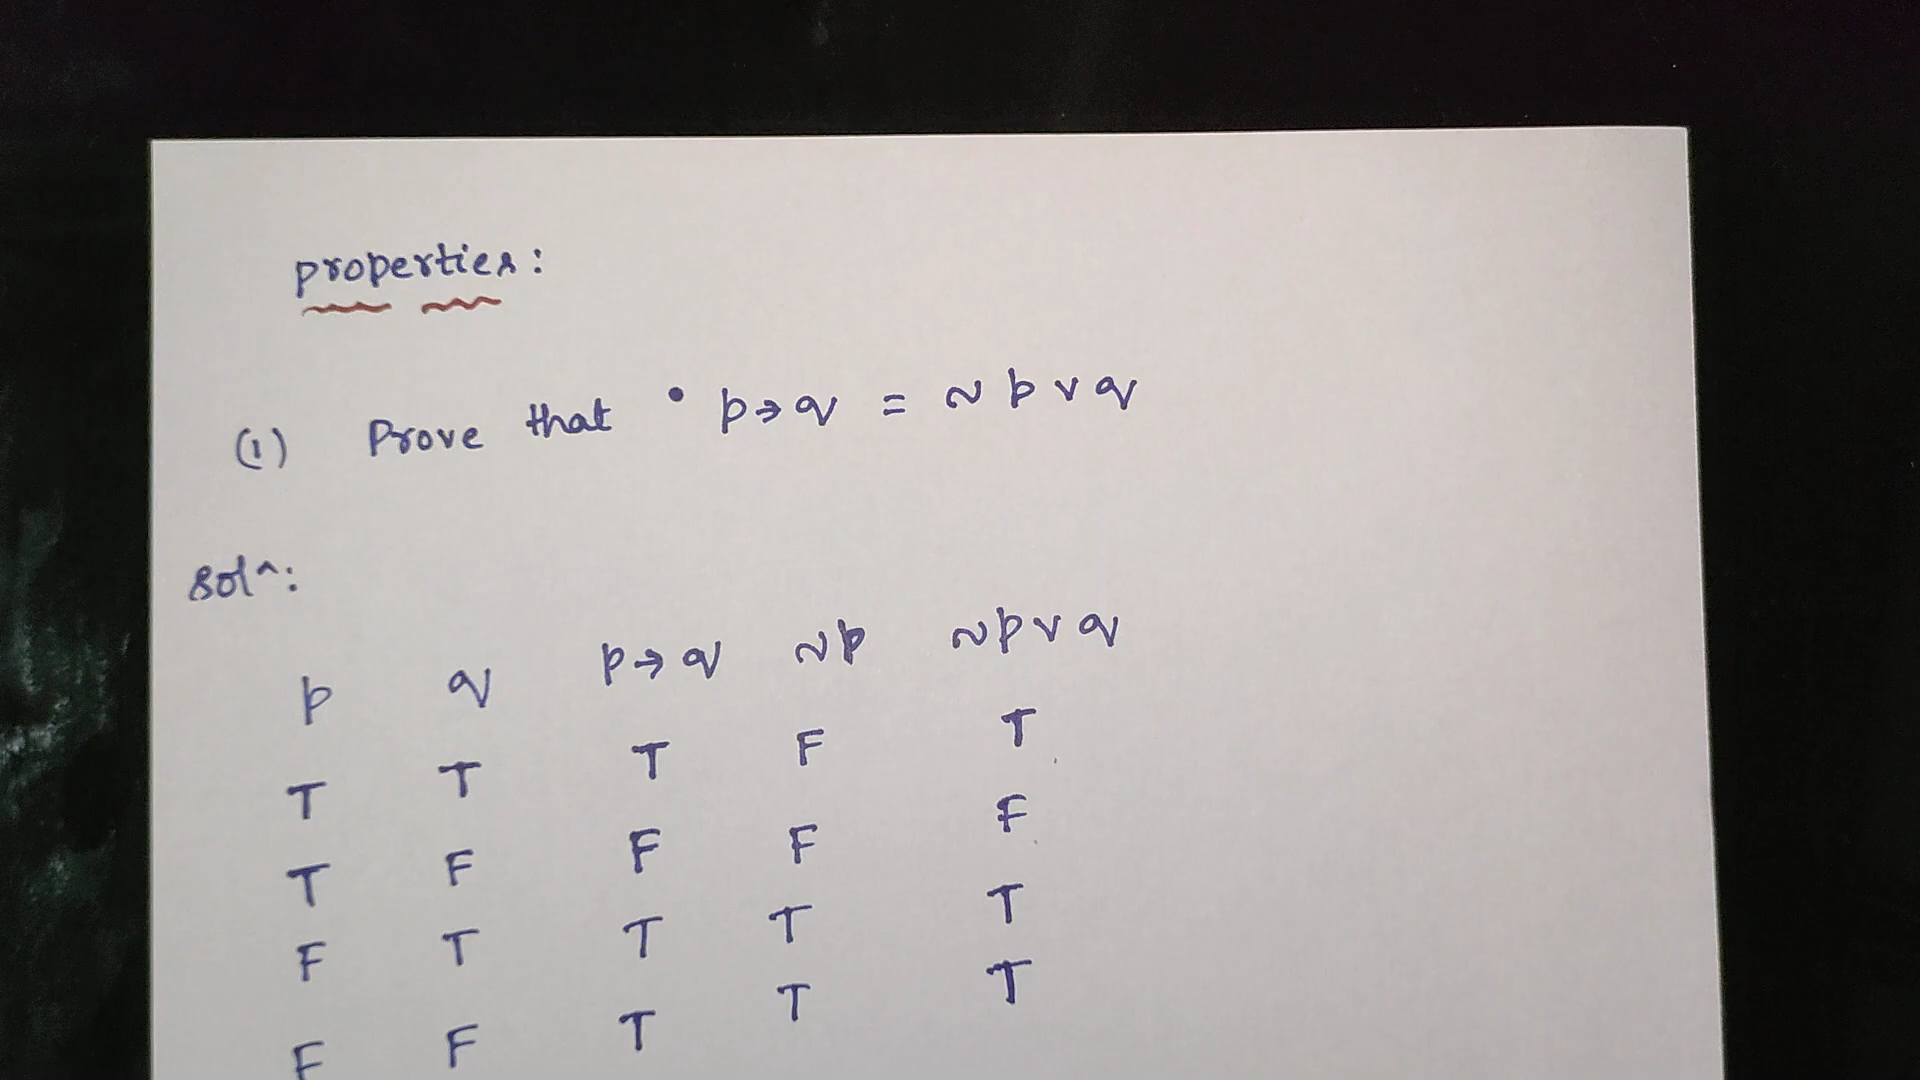 properties:
(1) Prove that • p→q = ~p∨q
Sol^:
p q p→q ~p ~p∨q
T T T F T
T F F F F
F T T T T
F F T T T